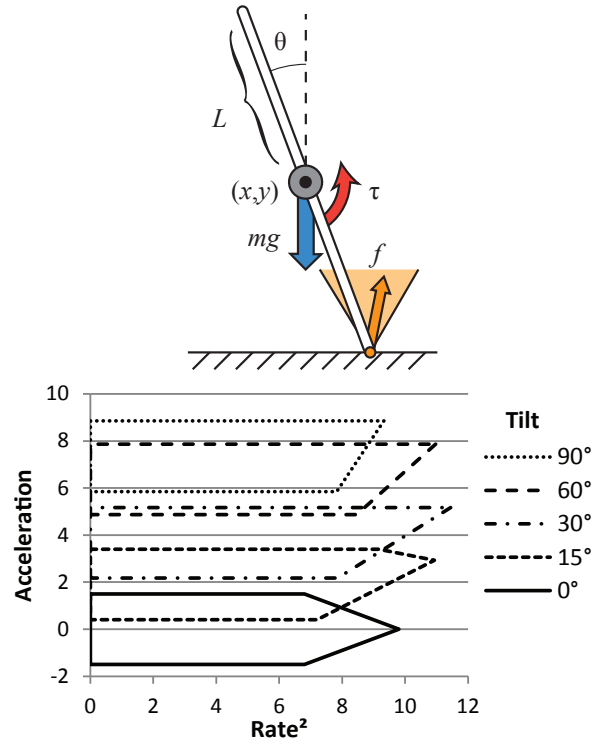 θ
L
(x,y)
τ
mg
f
10
8
6
4
2
0
-2
Acceleration
0 2 4 6 8 10 12
Rate²
Tilt
90°
60°
30°
15°
0°